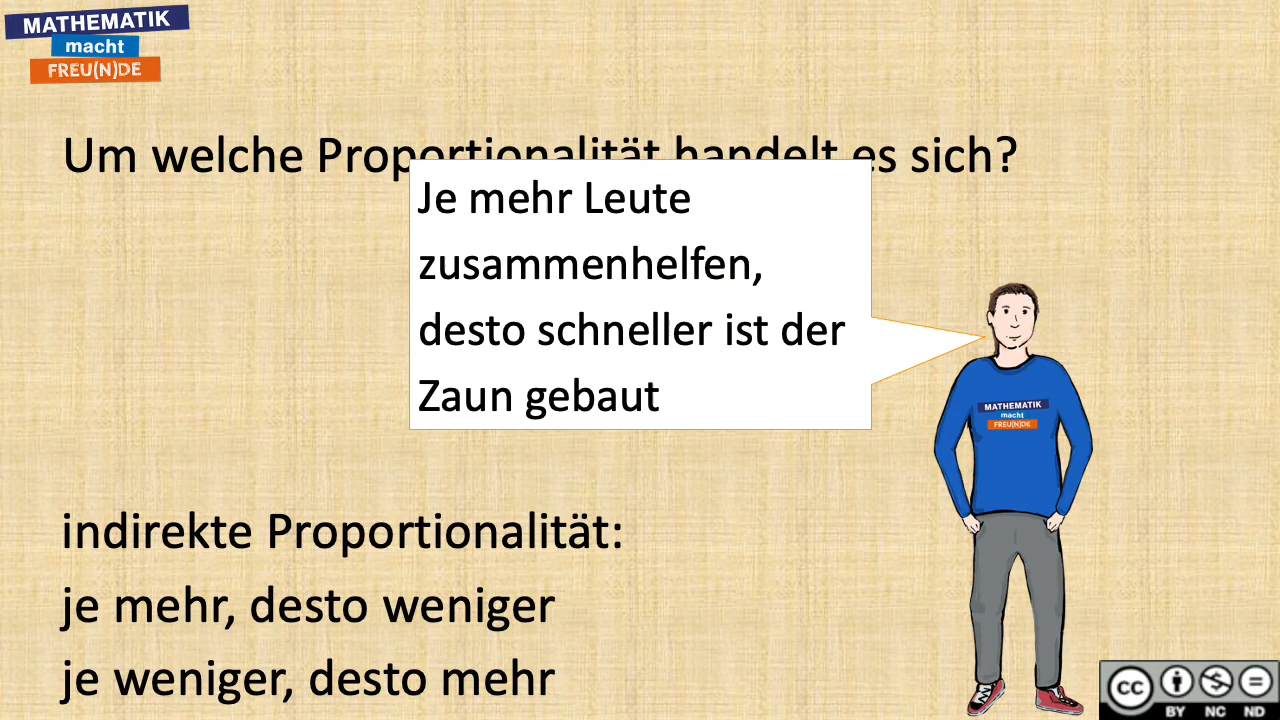 MATHEMATIK
macht
FREU(N)DE
Um welche Proportionalität handelt es sich?
Je mehr Leute
zusammenhelfen,
desto schneller ist der
Zaun gebaut
MATHEMATIK
macht
FREU(N)DE
indirekte Proportionalität:
je mehr, desto weniger
je weniger, desto mehr
CC
BY NC ND